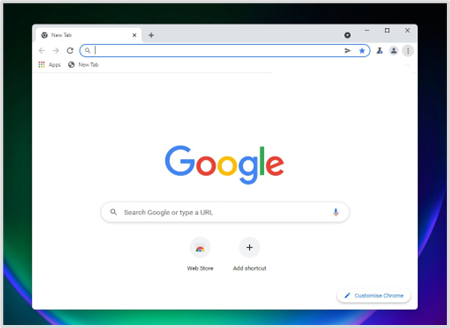 New Tab
Apps New Tab
Google
Search Google or type a URL
Web Store Add shortcut
Customise Chrome